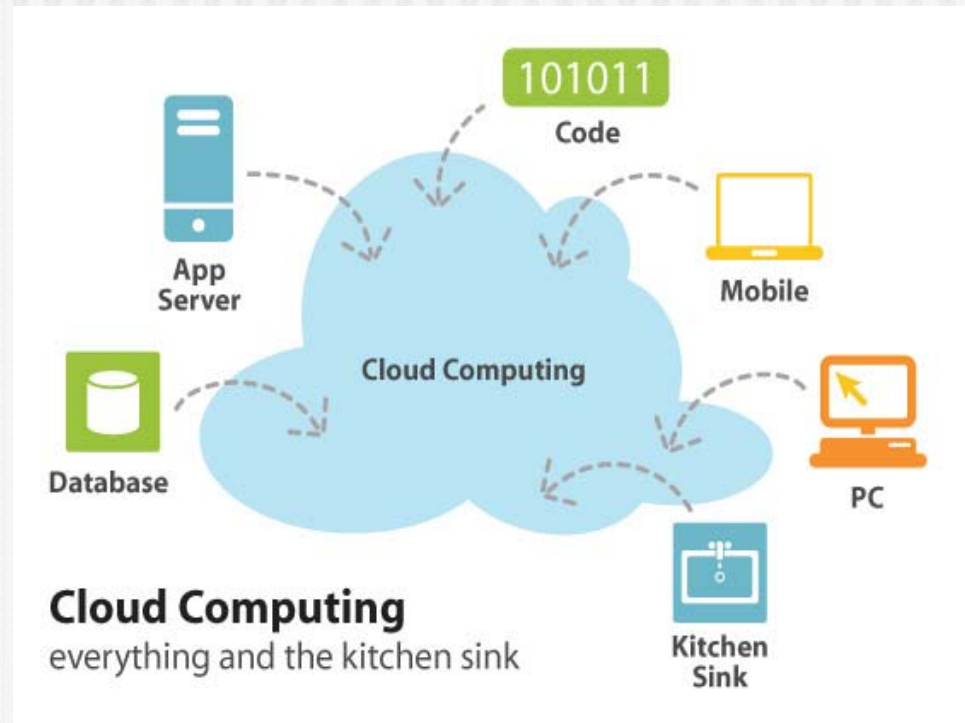 101011
Code
App
Server
Mobile
Cloud Computing
Database
PC
Kitchen
Sink
Cloud Computing
everything and the kitchen sink